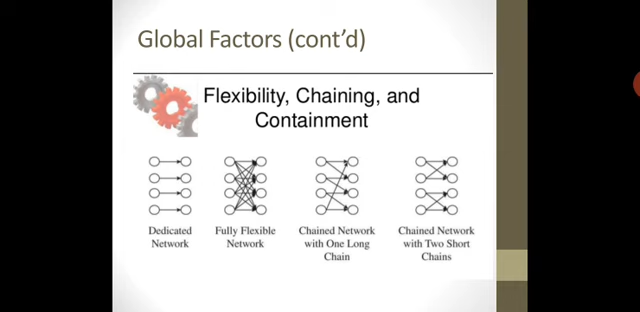 Global Factors (cont’d)
Flexibility, Chaining, and
Containment
Dedicated
Network
Fully Flexible
Network
Chained Network
with One Long
Chain
Chained Network
with Two Short
Chains